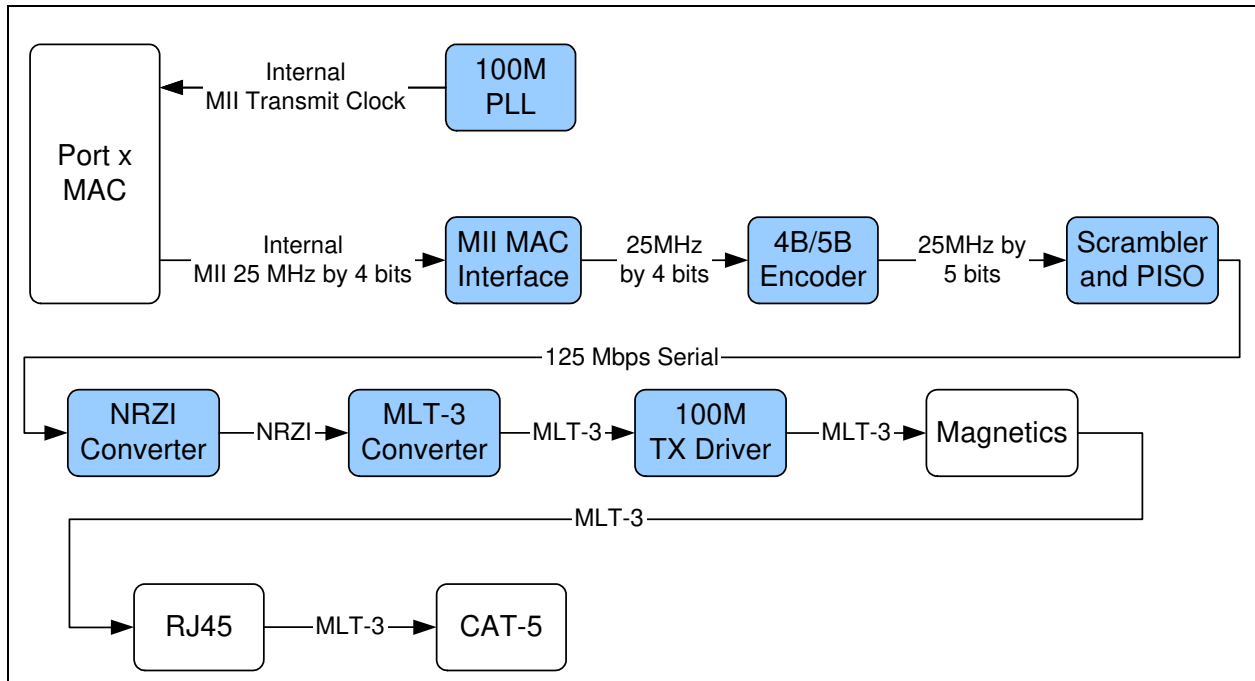 Internal
MII Transmit Clock
100M
PLL
Port x
MAC
Internal
MII 25 MHz by 4 bits
MII MAC
Interface
25MHz
by 4 bits
4B/5B
Encoder
25MHz by
5 bits
Scrambler
and PISO
125 Mbps Serial
NRZI
Converter
NRZI
MLT-3
Converter
MLT-3
100M
TX Driver
MLT-3
Magnetics
MLT-3
RJ45
MLT-3
CAT-5